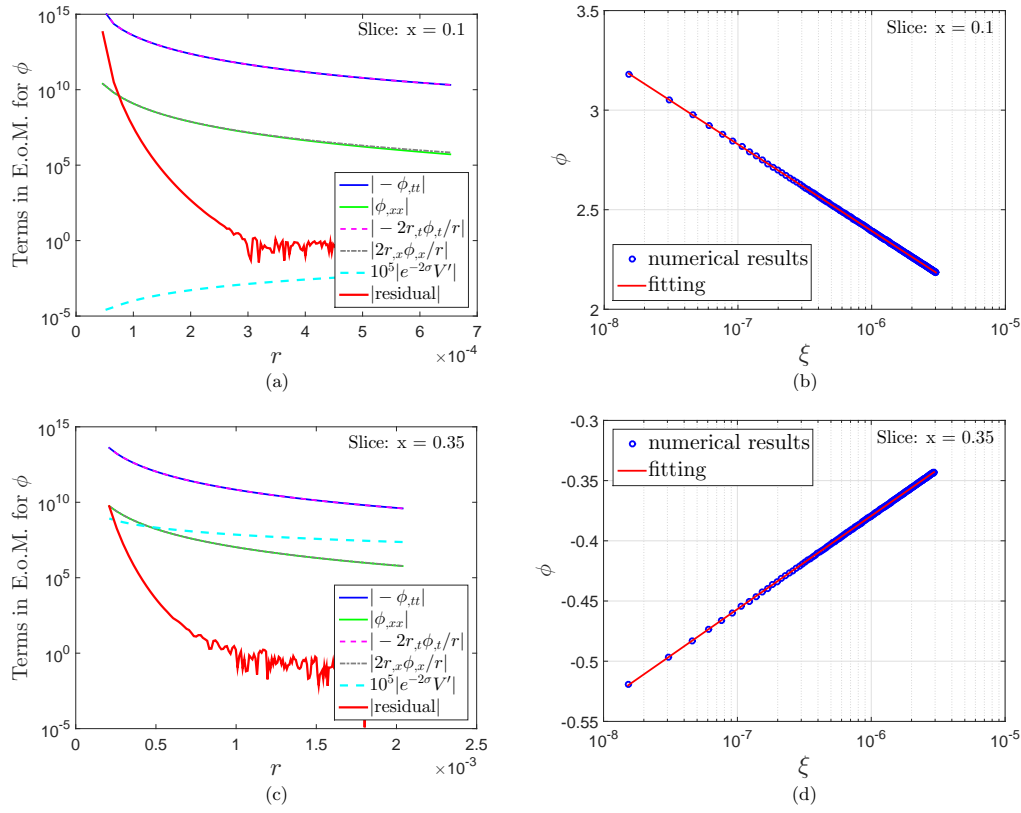 Slice: x = 0.1
Terms in E.o.M. for ϕ
10^15
10^10
10^5
10^0
10^-5
|−ϕ,tt|
|ϕ,xx|
|−2r,tϕ,t/r|
|2r,xϕ,x/r|
10^5|e^{-2σ}V′|
|residual|
0 1 2 3 4 5 6 7
×10^-4
r
(a)
Slice: x = 0.1
ϕ
3.5
3
2.5
2
numerical results
fitting
10^-8 10^-7 10^-6 10^-5
ξ
(b)
Slice: x = 0.35
Terms in E.o.M. for ϕ
10^15
10^10
10^5
10^0
10^-5
|−ϕ,tt|
|ϕ,xx|
|−2r,tϕ,t/r|
|2r,xϕ,x/r|
10^5|e^{-2σ}V′|
|residual|
0 0.5 1 1.5 2 2.5
×10^-3
r
(c)
Slice: x = 0.35
ϕ
-0.3
-0.35
-0.4
-0.45
-0.5
-0.55
numerical results
fitting
10^-8 10^-7 10^-6 10^-5
ξ
(d)